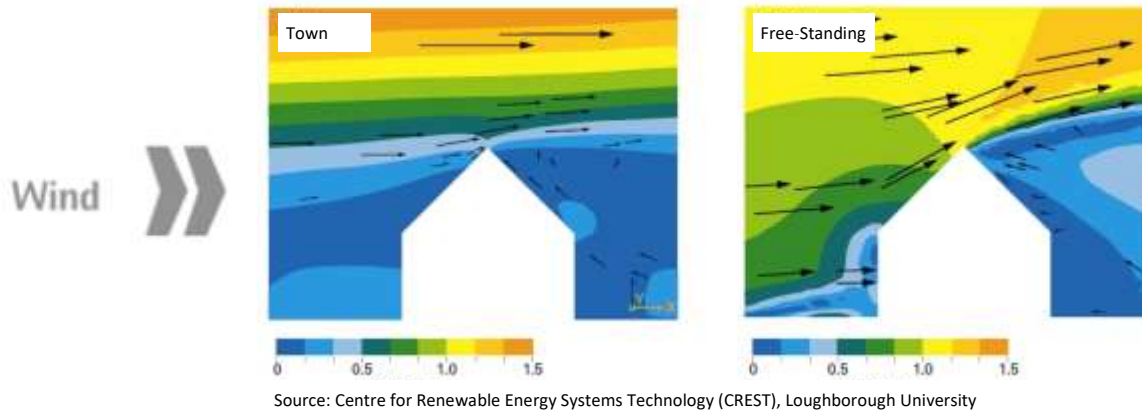 Town
Free-Standing
Wind
Y
X
0 0.5 1.0 1.5
0 0.5 1.0 1.5
Source: Centre for Renewable Energy Systems Technology (CREST), Loughborough University